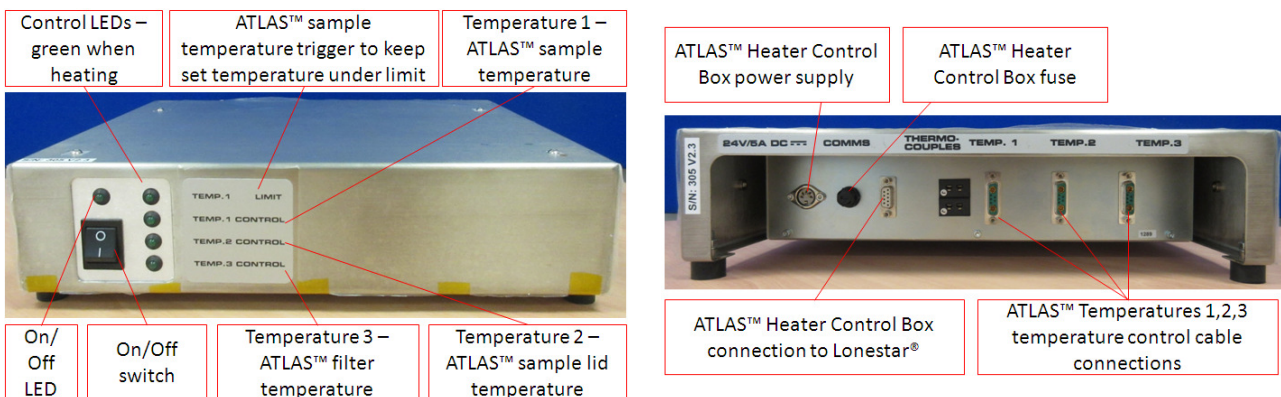 Control LEDs –
green when
heating
ATLAS™ sample
temperature trigger to keep
set temperature under limit
Temperature 1 –
ATLAS™ sample
temperature
S/N: 305 V2.3
TEMP.1 LIMIT
TEMP.1 CONTROL
TEMP.2 CONTROL
TEMP.3 CONTROL
O
I
On/
Off
LED
On/Off
switch
Temperature 3 –
ATLAS™ filter
temperature
Temperature 2 –
ATLAS™ sample lid
temperature
ATLAS™ Heater Control
Box power supply
ATLAS™ Heater
Control Box fuse
S/N: 305 V2.3
24V/5A DC
COMMS
THERMO-
COUPLES
TEMP. 1
TEMP.2
TEMP.3
ATLAS™ Heater Control Box
connection to Lonestar®
ATLAS™ Temperatures 1,2,3
temperature control cable
connections